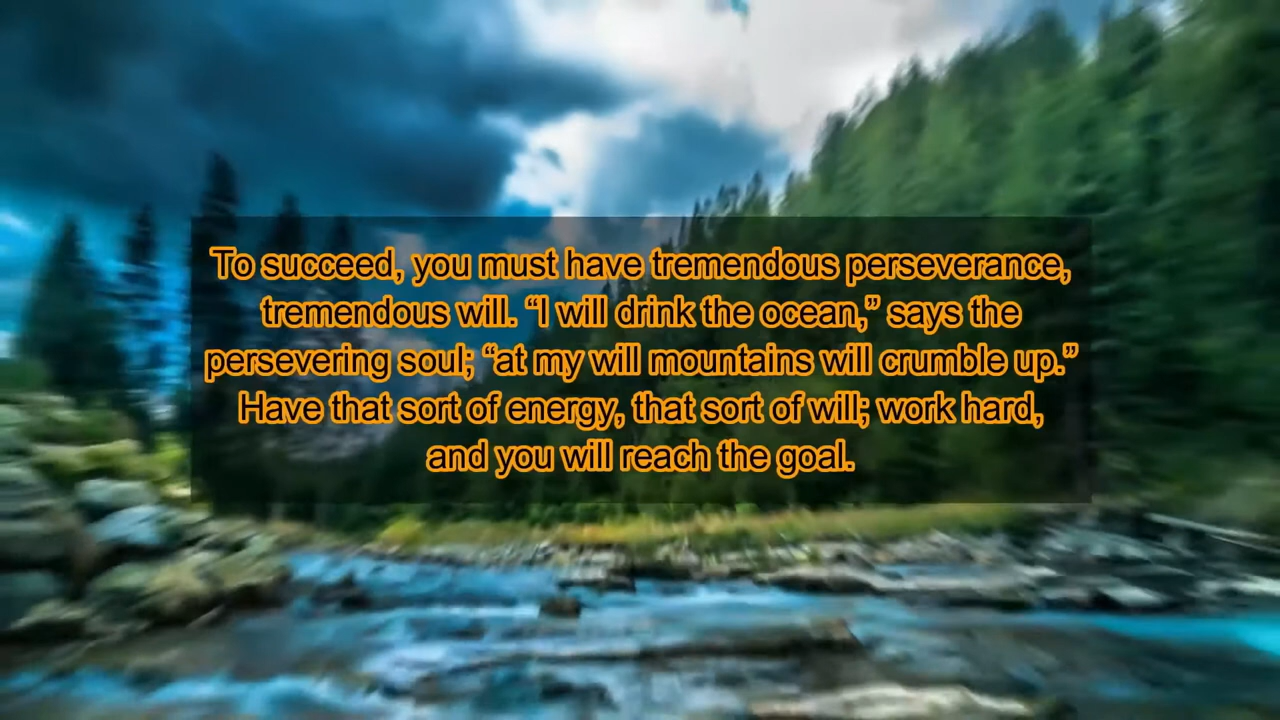 To succeed, you must have tremendous perseverance,
tremendous will. “I will drink the ocean,” says the
persevering soul; “at my will mountains will crumble up.”
Have that sort of energy, that sort of will; work hard,
and you will reach the goal.